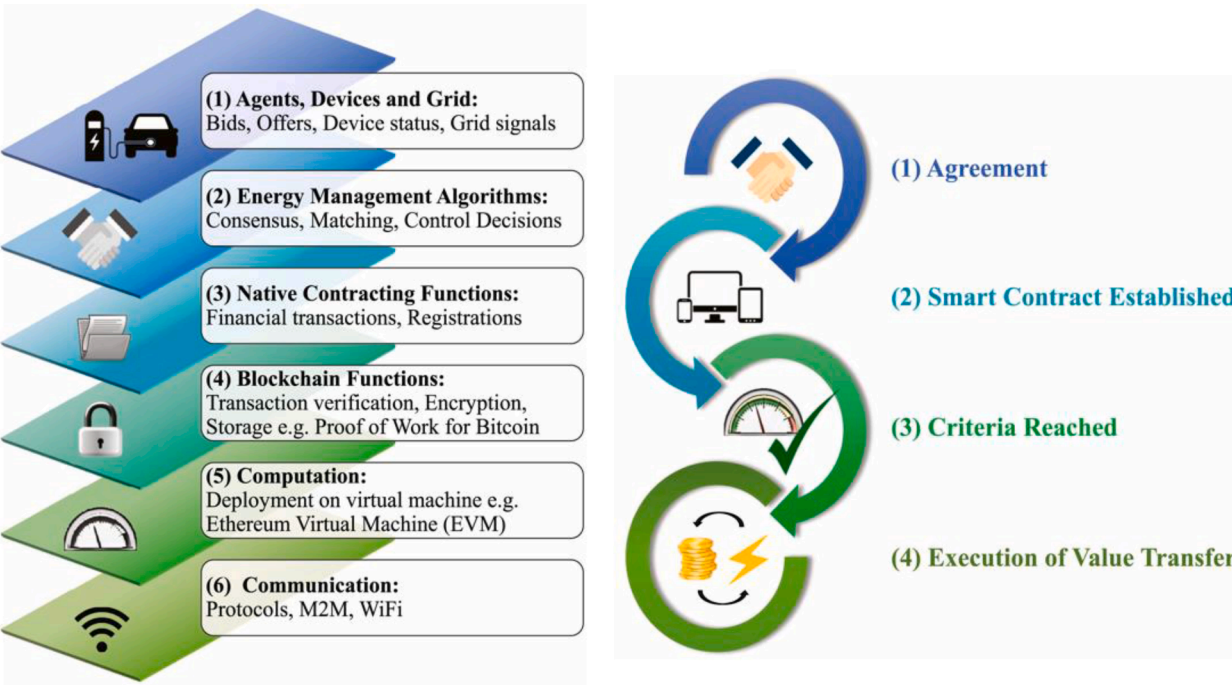 (1) Agents, Devices and Grid:
Bids, Offers, Device status, Grid signals
(2) Energy Management Algorithms:
Consensus, Matching, Control Decisions
(3) Native Contracting Functions:
Financial transactions, Registrations
(4) Blockchain Functions:
Transaction verification, Encryption,
Storage e.g. Proof of Work for Bitcoin
(5) Computation:
Deployment on virtual machine e.g.
Ethereum Virtual Machine (EVM)
(6) Communication:
Protocols, M2M, WiFi
(1) Agreement
(2) Smart Contract Established
(3) Criteria Reached
(4) Execution of Value Transfer